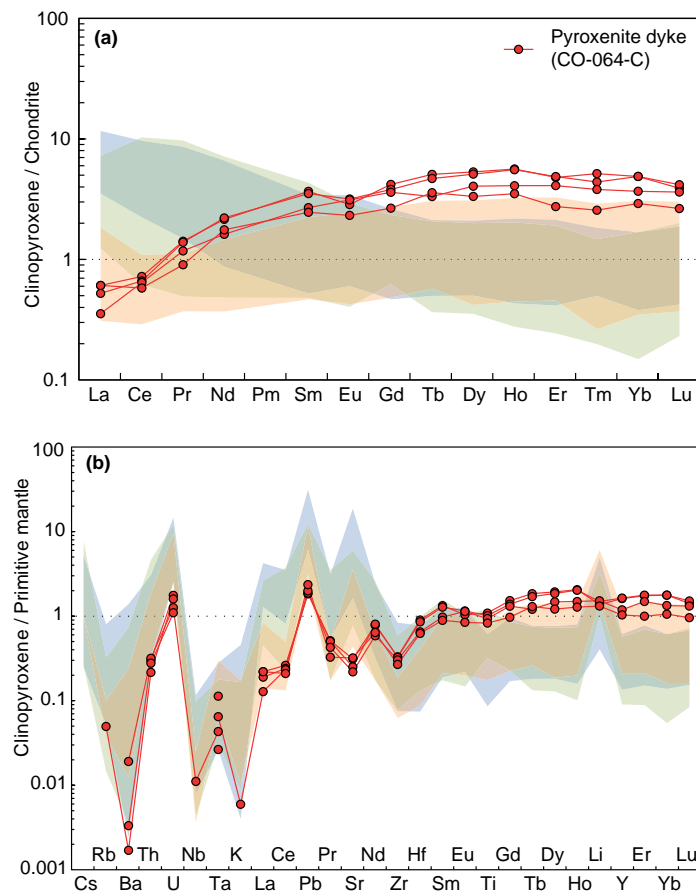 100
(a)
Pyroxenite dyke
(CO-064-C)
10
1
0.1
Clinopyroxene / Chondrite
La Ce Pr Nd Pm Sm Eu Gd Tb Dy Ho Er Tm Yb Lu
100
(b)
10
1
0.1
0.01
0.001
Clinopyroxene / Primitive mantle
Rb Th Nb K Ce Pr Nd Hf Eu Gd Dy Li Er Lu
Cs Ba U Ta La Pb Sr Zr Sm Ti Tb Ho Y Yb